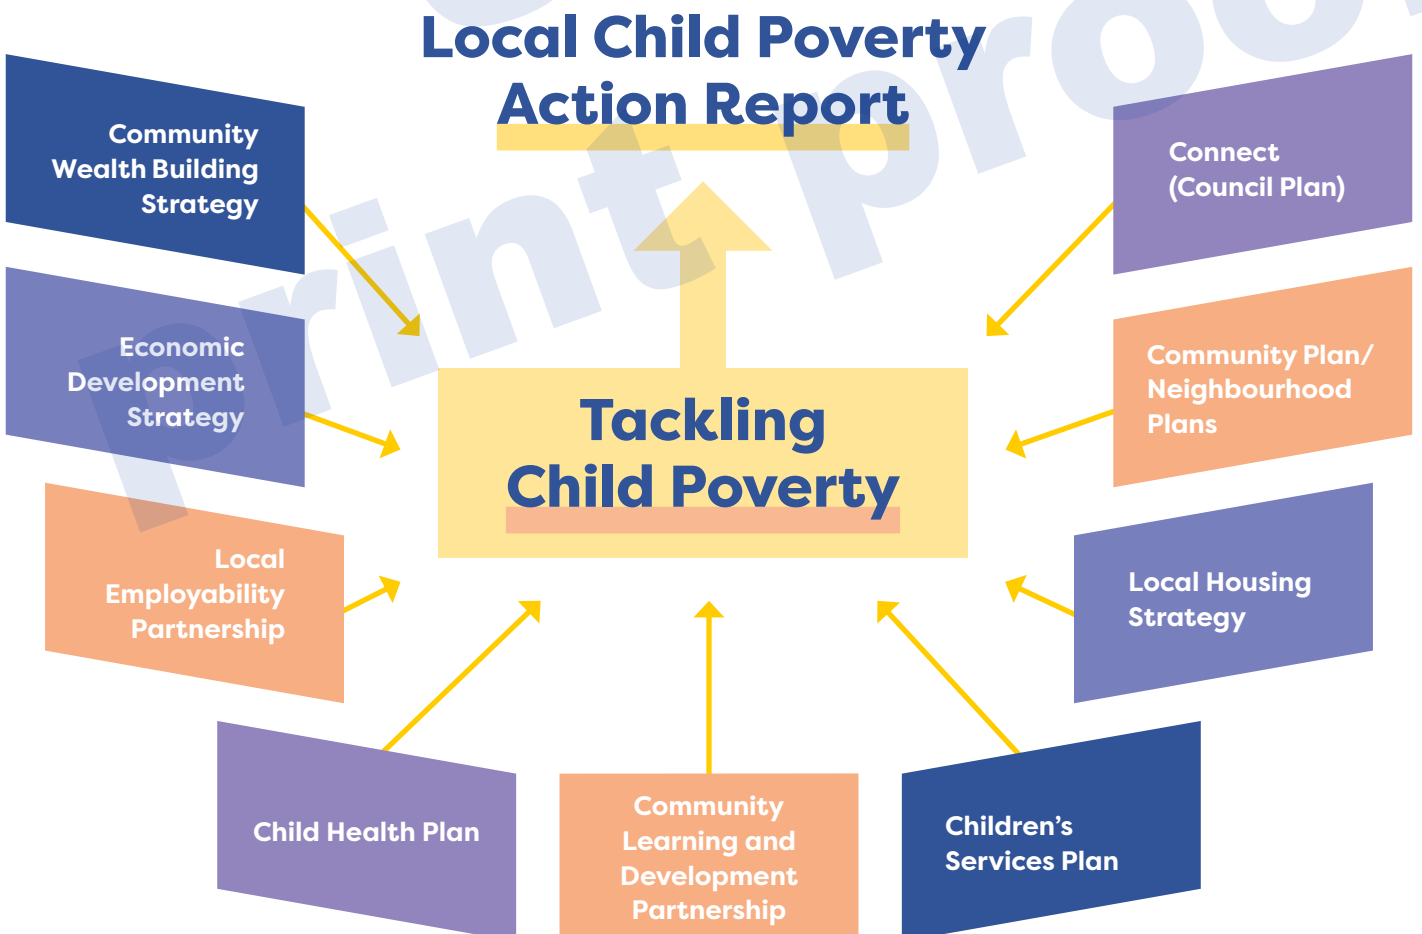 Local Child Poverty
Action Report
Community
Wealth Building
Strategy
Economic
Development
Strategy
Local
Employability
Partnership
Child Health Plan
Community
Learning and
Development
Partnership
Children’s
Services Plan
Local Housing
Strategy
Community Plan/
Neighbourhood
Plans
Connect
(Council Plan)
Tackling
Child Poverty
print proof